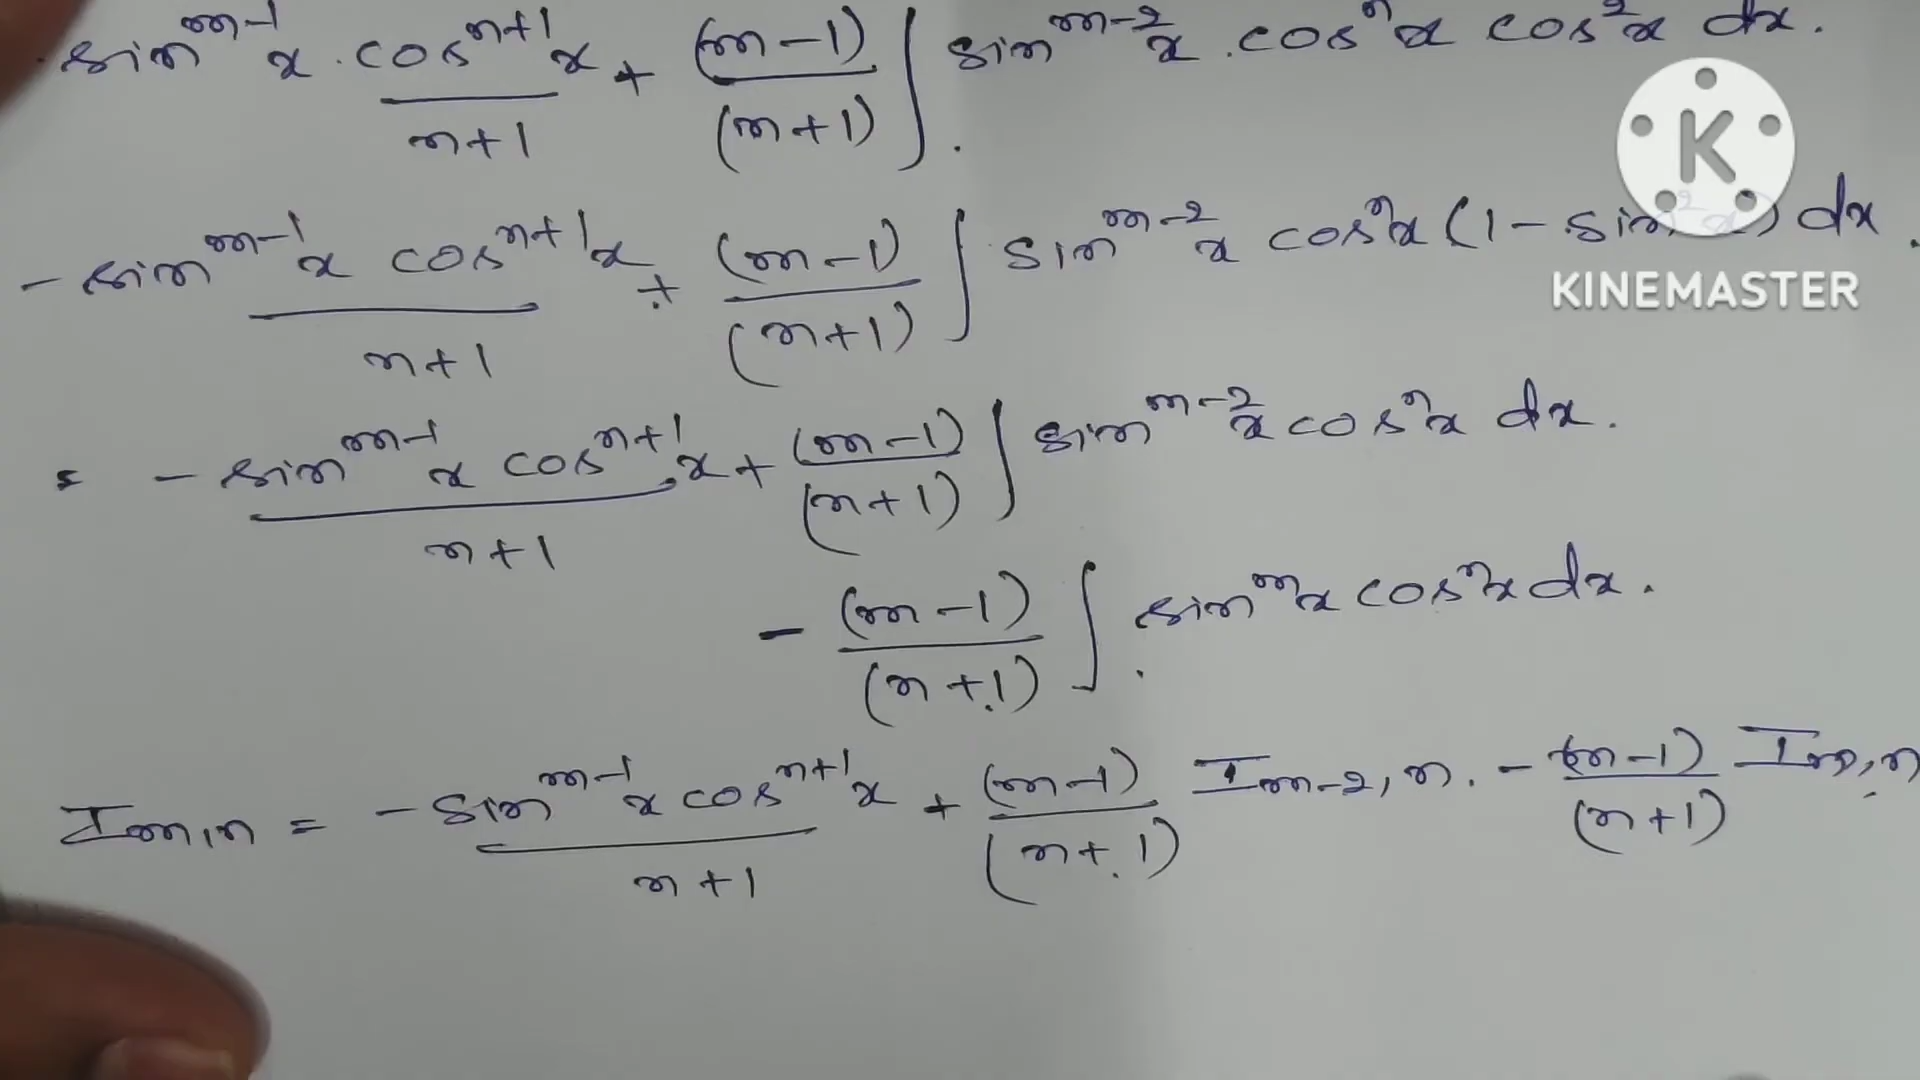 - sin^{m-1}x . cos^{n+1}x / n+1 + (m-1)/(n+1) ∫ sin^{m-2}x . cos^n x cos^2 x dx.
- sin^{m-1}x cos^{n+1}x / n+1 + (m-1)/(n+1) ∫ sin^{m-2}x cos^n x (1 - sin^2 x) dx.
= - sin^{m-1}x cos^{n+1}x / n+1 + (m-1)/(n+1) ∫ sin^{m-2}x cos^n x dx.
- (m-1)/(n+1) ∫ sin^m x cos^n x dx.
I_{m,n} = - sin^{m-1}x cos^{n+1}x / n+1 + (m-1)/(n+1) I_{m-2,n} . - (m-1)/(n+1) I_{m,n}
K
KINEMASTER